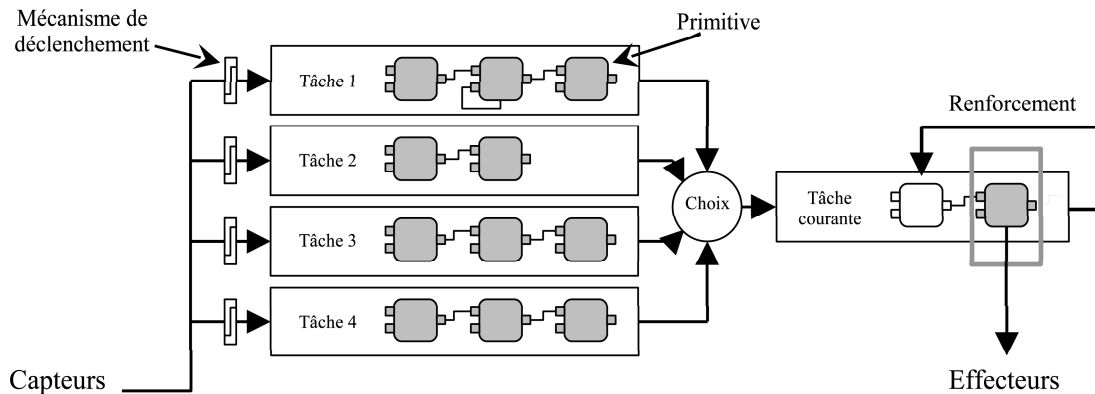 Mécanisme de
déclenchement
Primitive
Tâche 1
Renforcement
Tâche 2
Choix
Tâche
courante
Tâche 3
Tâche 4
Capteurs
Effecteurs